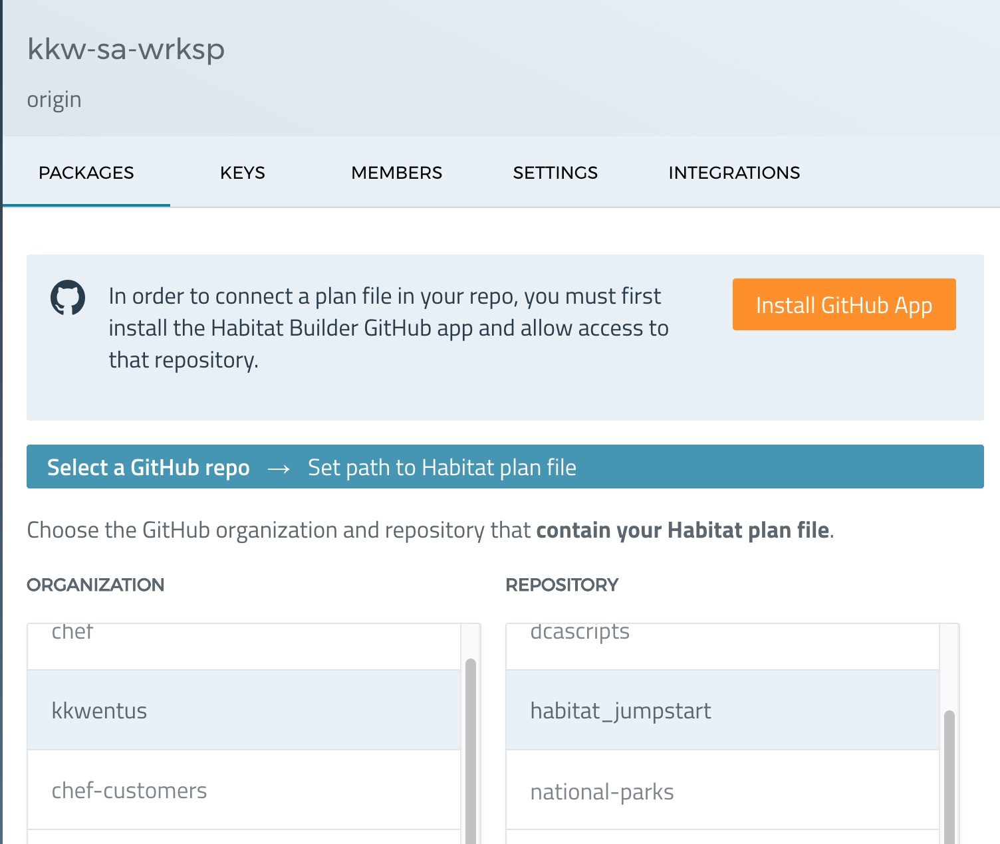 kkw-sa-wrksp
origin
PACKAGES KEYS MEMBERS SETTINGS INTEGRATIONS
In order to connect a plan file in your repo, you must first
install the Habitat Builder GitHub app and allow access to
that repository.
Install GitHub App
Select a GitHub repo → Set path to Habitat plan file
Choose the GitHub organization and repository that contain your Habitat plan file.
ORGANIZATION
chef
kkwentus
chef-customers
REPOSITORY
dcascripts
habitat_jumpstart
national-parks